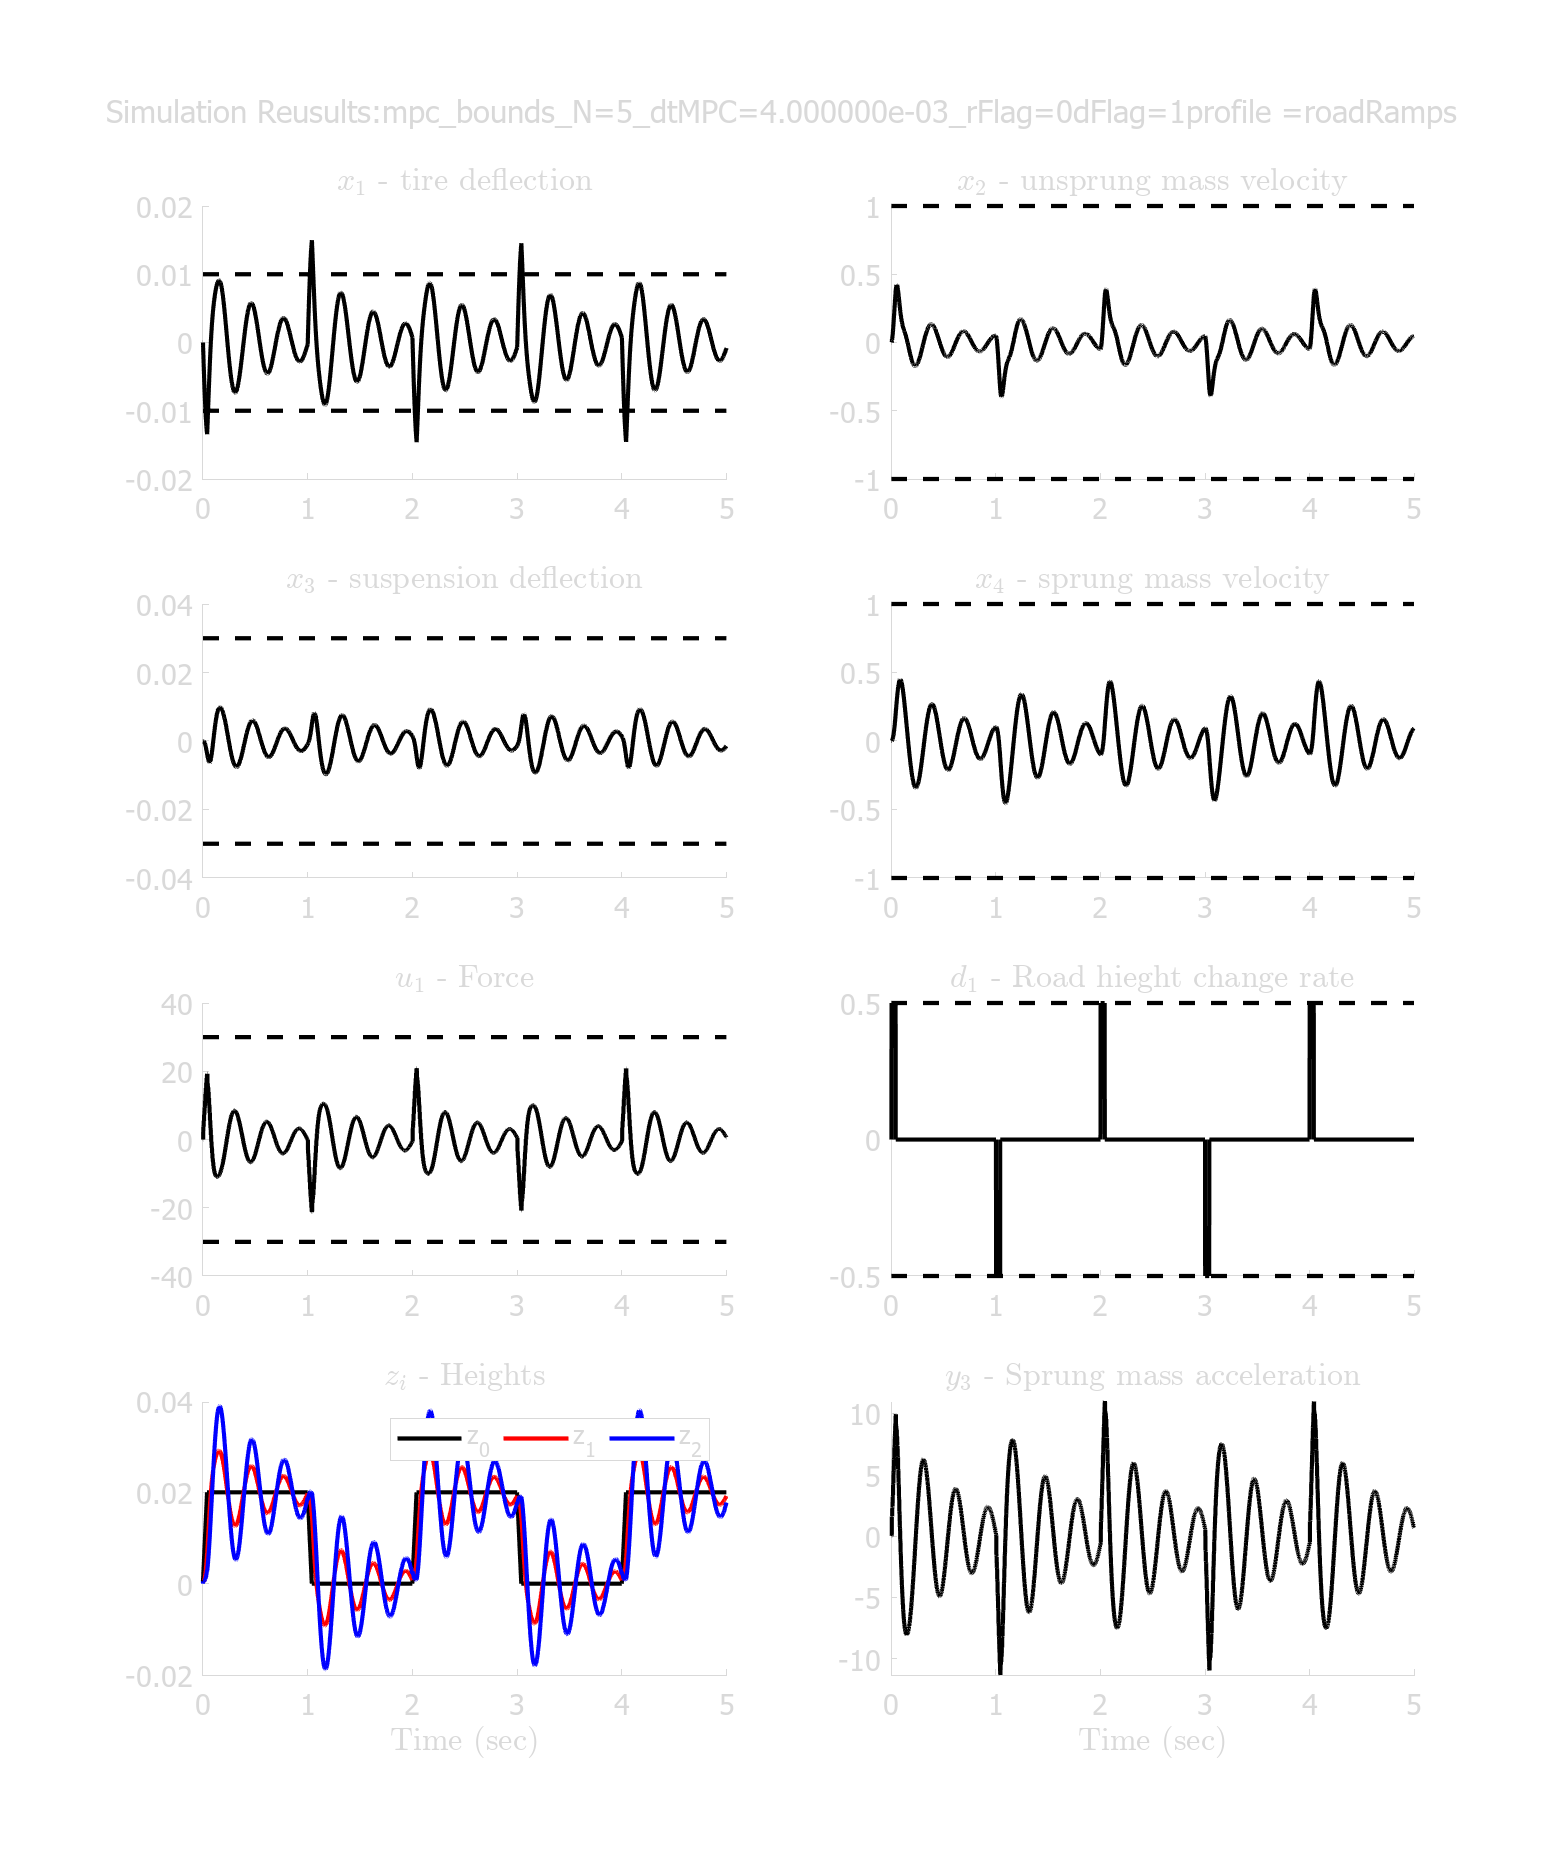 Simulation Reusults:mpc_bounds_N=5_dtMPC=4.000000e-03_rFlag=0dFlag=1profile =roadRamps
x1 - tire deflection
0.02
0.01
0
-0.01
-0.02
0 1 2 3 4 5
x2 - unsprung mass velocity
1
0.5
0
-0.5
-1
0 1 2 3 4 5
x3 - suspension deflection
0.04
0.02
0
-0.02
-0.04
0 1 2 3 4 5
x4 - sprung mass velocity
1
0.5
0
-0.5
-1
0 1 2 3 4 5
u1 - Force
40
20
0
-20
-40
0 1 2 3 4 5
d1 - Road hieght change rate
0.5
0
-0.5
0 1 2 3 4 5
zi - Heights
0.04
0.02
0
-0.02
z0 z1 z2
0 1 2 3 4 5
Time (sec)
y3 - Sprung mass acceleration
10
5
0
-5
-10
0 1 2 3 4 5
Time (sec)